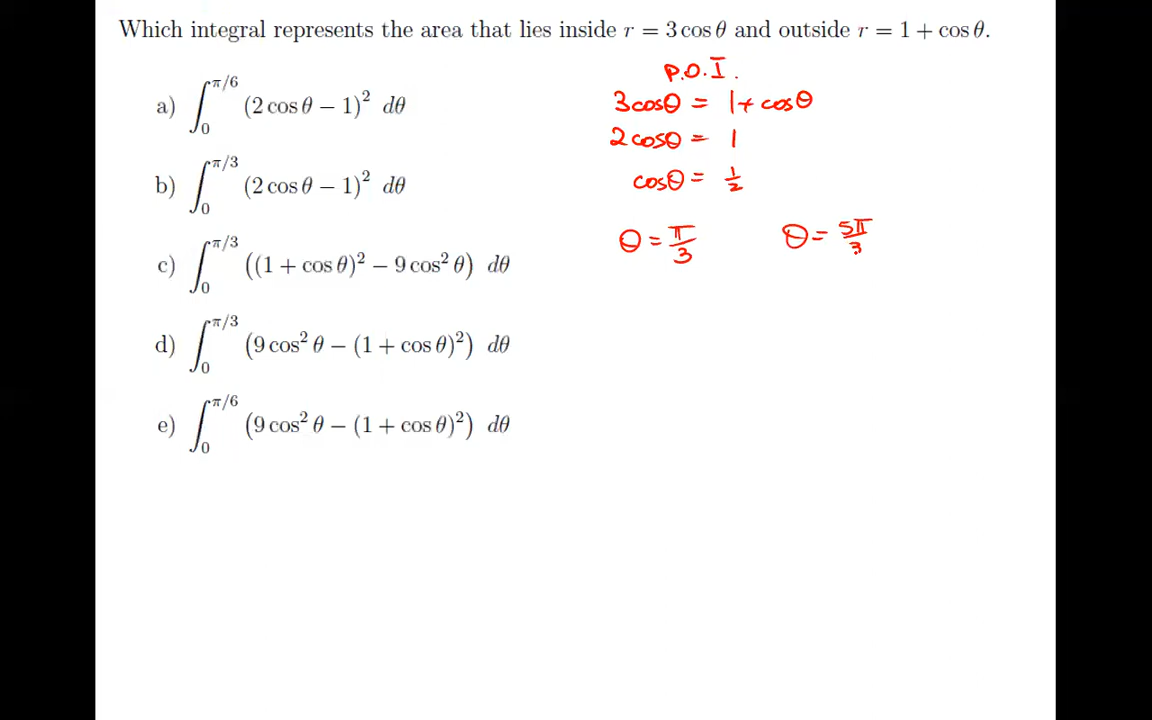 Which integral represents the area that lies inside r = 3 cos θ and outside r = 1 + cos θ.
P.O.I.
a) ∫₀^{π/6} (2 cos θ − 1)² dθ
3cosθ = 1 + cosθ
2cosθ = 1
b) ∫₀^{π/3} (2 cos θ − 1)² dθ
cosθ = 1/2
θ = π/3 θ = 5π/3
c) ∫₀^{π/3} ((1 + cos θ)² − 9 cos² θ) dθ
d) ∫₀^{π/3} (9 cos² θ − (1 + cos θ)²) dθ
e) ∫₀^{π/6} (9 cos² θ − (1 + cos θ)²) dθ